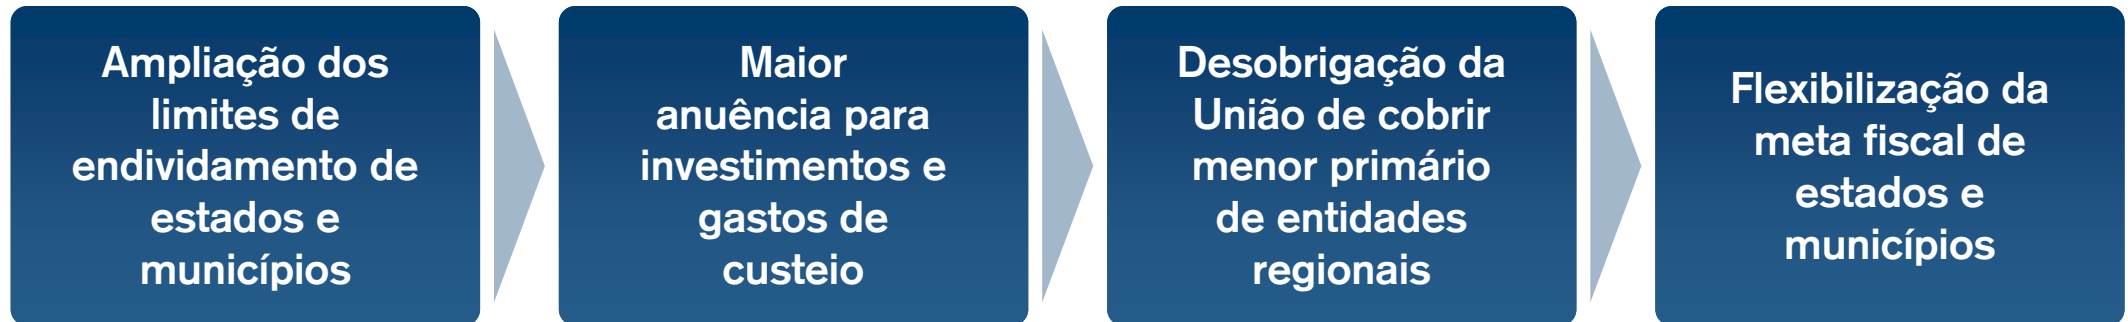 Ampliação dos
limites de
endividamento de
estados e
municípios
Maior
anuência para
investimentos e
gastos de
custeio
Desobrigação da
União de cobrir
menor primário
de entidades
regionais
Flexibilização da
meta fiscal de
estados e
municípios